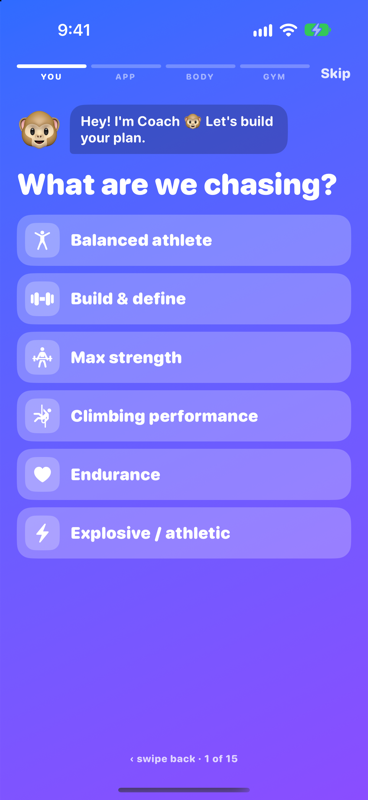 9:41
YOU APP BODY GYM Skip
Hey! I'm Coach 🐵 Let's build
your plan.
What are we chasing?
Balanced athlete
Build & define
Max strength
Climbing performance
Endurance
Explosive / athletic
‹ swipe back · 1 of 15